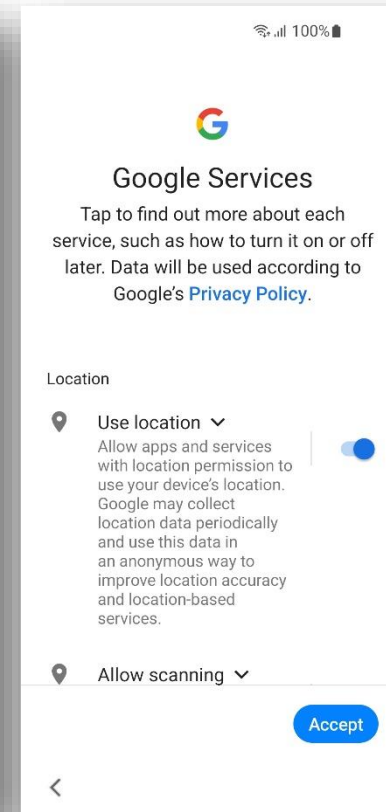 100%
Google Services
Tap to find out more about each
service, such as how to turn it on or off
later. Data will be used according to
Google's Privacy Policy.
Location
Use location
Allow apps and services
with location permission to
use your device's location.
Google may collect
location data periodically
and use this data in
an anonymous way to
improve location accuracy
and location-based
services.
Allow scanning
Accept